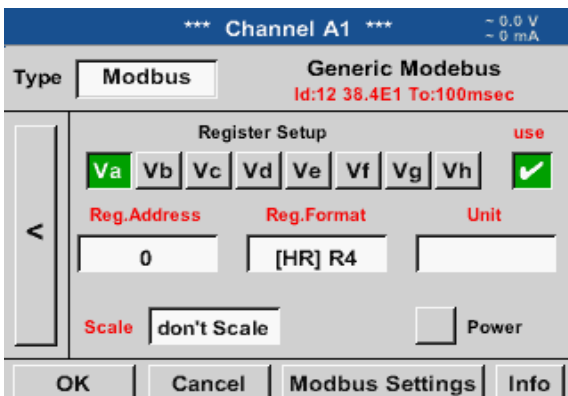 *** Channel A1 ***
~ 0.0 V
~ 0 mA
Type Modbus
Generic Modebus
Id:12 38.4E1 To:100msec
Register Setup
use
Va Vb Vc Vd Ve Vf Vg Vh
Reg.Address Reg.Format Unit
<
0 [HR] R4
Scale don't Scale Power
OK Cancel Modbus Settings Info